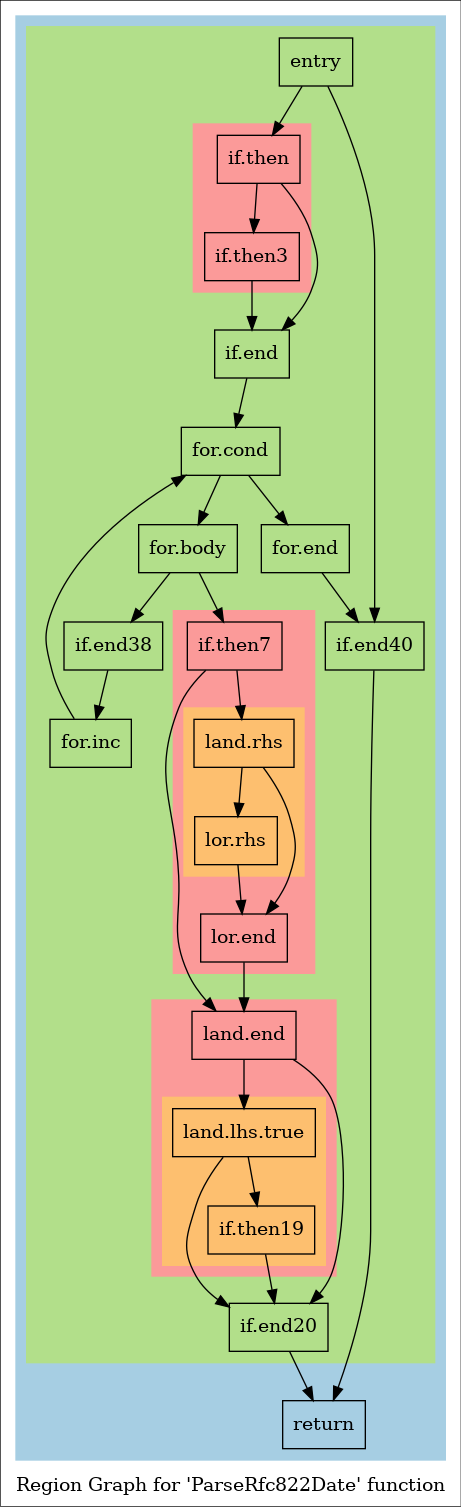 entry
if.then
if.then3
if.end
for.cond
for.body
for.end
if.end38
if.then7
if.end40
for.inc
land.rhs
lor.rhs
lor.end
land.end
land.lhs.true
if.then19
if.end20
return
Region Graph for 'ParseRfc822Date' function